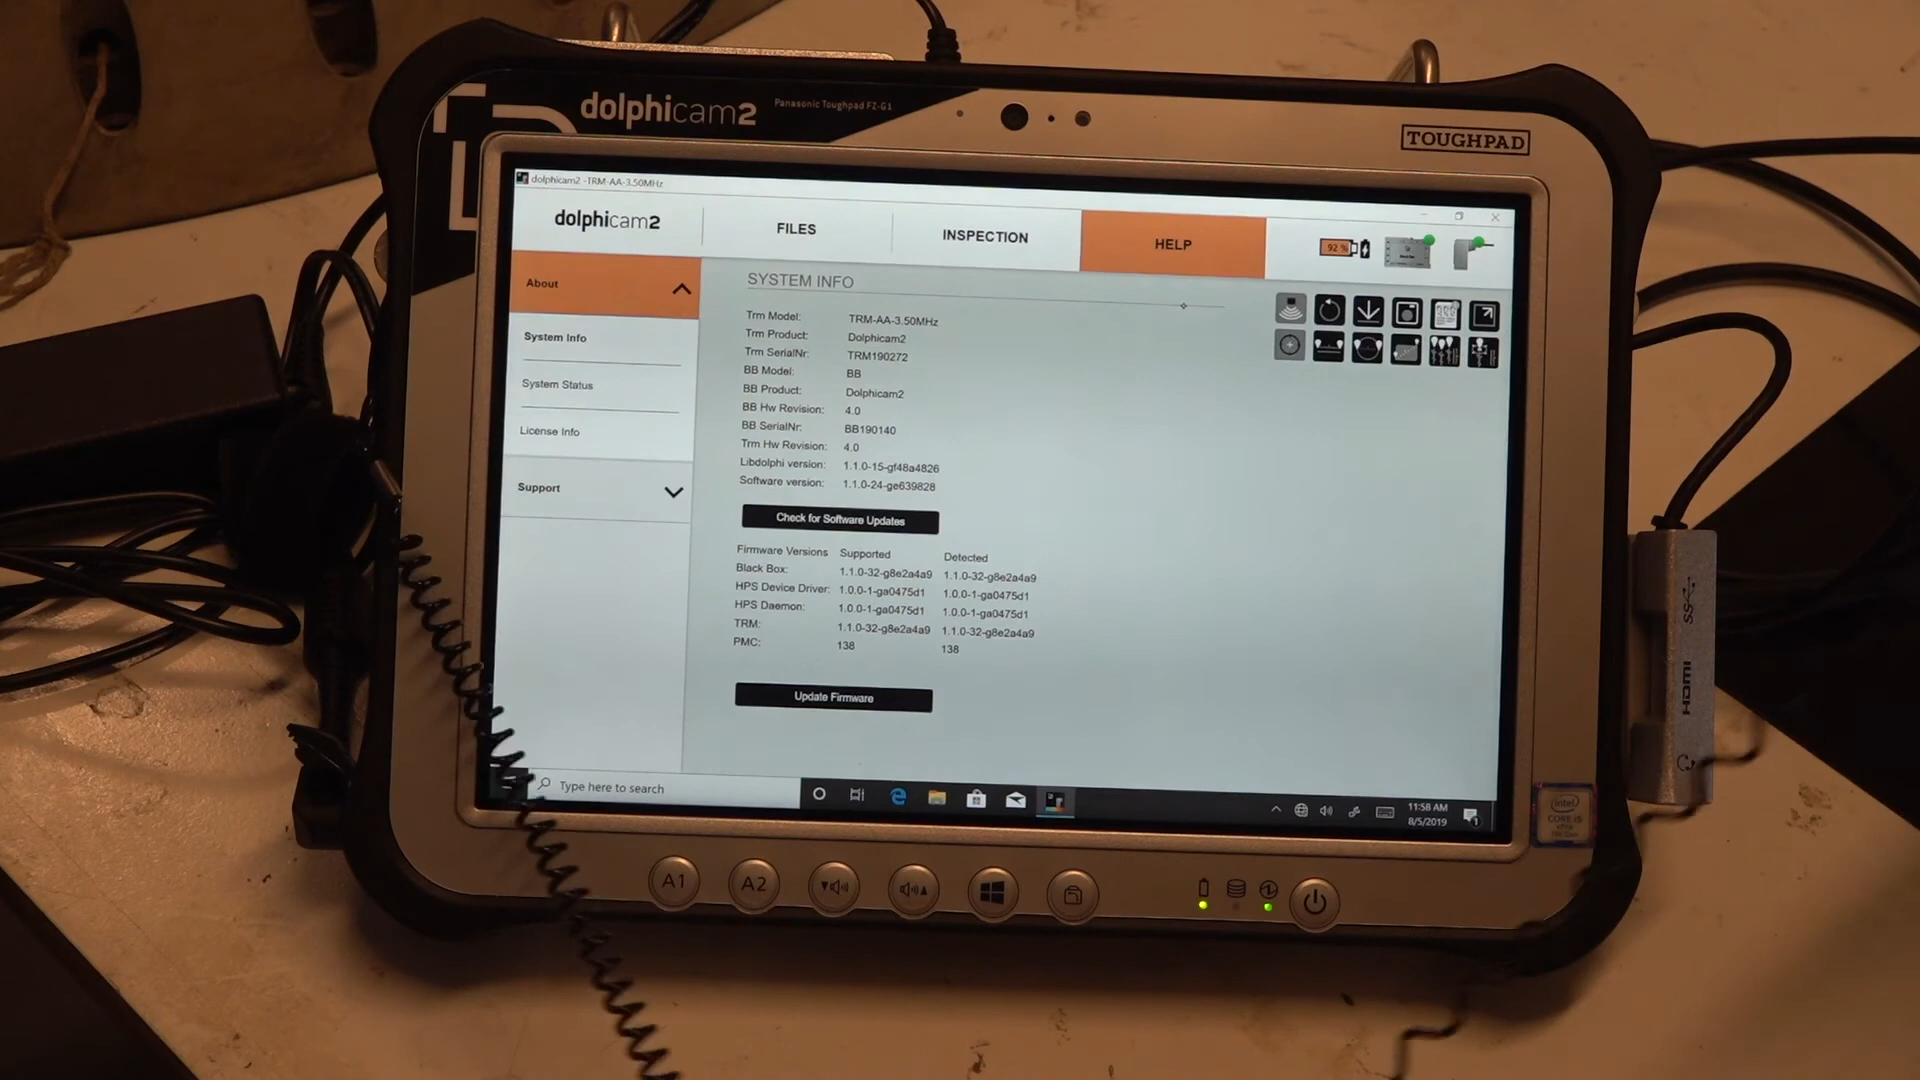 dolphicam2
Panasonic Toughpad FZ-G1
TOUGHPAD
dolphicam2 -TRM-AA-3.50MHz
dolphicam2
FILES
INSPECTION
HELP
92 %
About
System Info
System Status
License Info
Support
SYSTEM INFO
Trm Model: TRM-AA-3.50MHz
Trm Product: Dolphicam2
Trm SerialNr: TRM190272
BB Model: BB
BB Product: Dolphicam2
BB Hw Revision: 4.0
BB SerialNr: BB190140
Trm Hw Revision: 4.0
Libdolphi version: 1.1.0-15-gf48a4826
Software version: 1.1.0-24-ge639828
Check for Software Updates
Firmware Versions Supported Detected
Black Box: 1.1.0-32-g8e2a4a9 1.1.0-32-g8e2a4a9
HPS Device Driver: 1.0.0-1-ga0475d1 1.0.0-1-ga0475d1
HPS Daemon: 1.0.0-1-ga0475d1 1.0.0-1-ga0475d1
TRM: 1.1.0-32-g8e2a4a9 1.1.0-32-g8e2a4a9
PMC: 138 138
Update Firmware
Type here to search
11:58 AM
8/5/2019
1
A1
A2
intel
CORE i5
HDMI